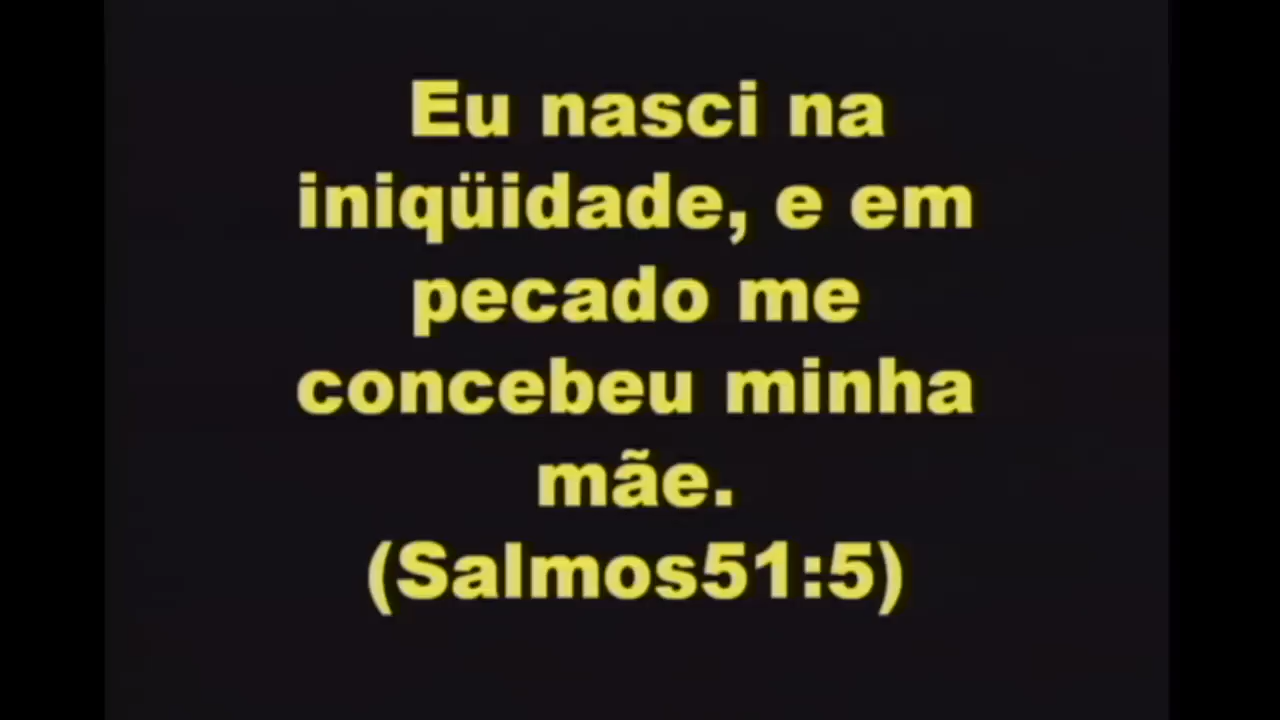 Eu nasci na
iniqüidade, e em
pecado me
concebeu minha
mãe.
(Salmos51:5)